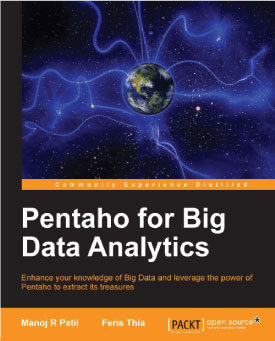 Community Experience Distilled
Pentaho for Big
Data Analytics
Enhance your knowledge of Big Data and leverage the power of
Pentaho to extract its treasures
Manoj R Patil Feris Thia
[PACKT] open source*
PUBLISHING